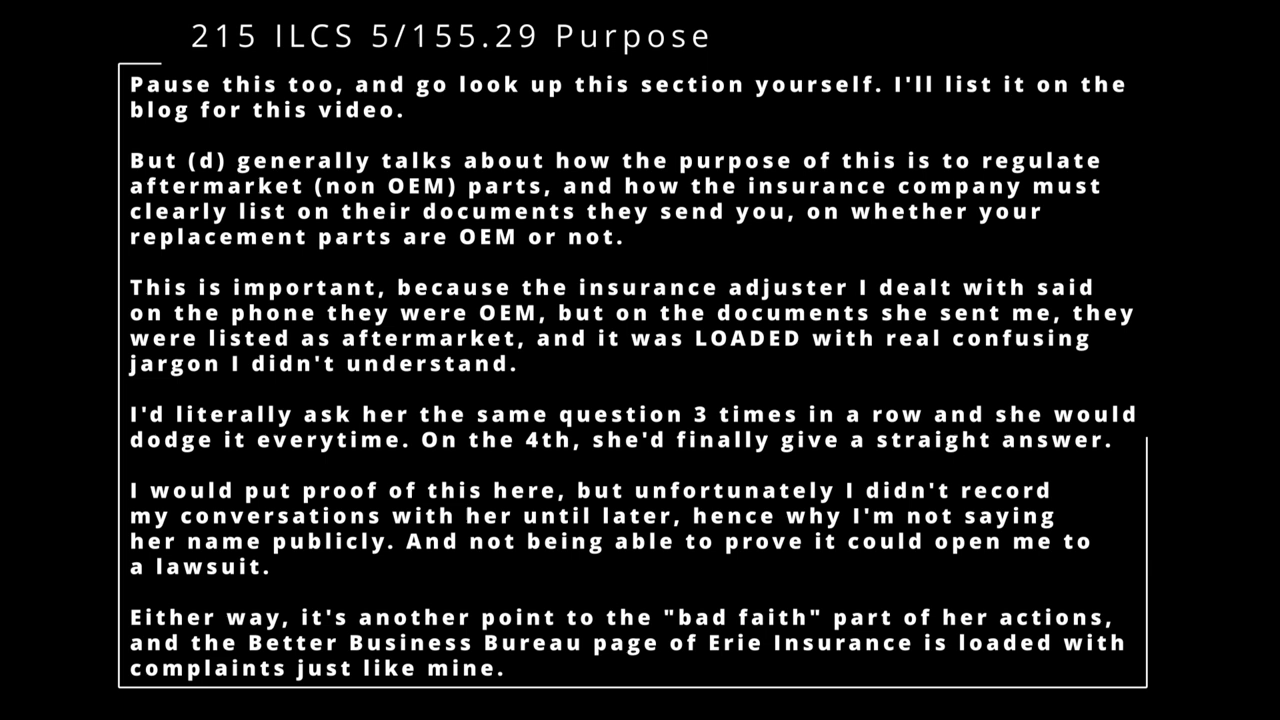 215 ILCS 5/155.29 Purpose
Pause this too, and go look up this section yourself. I'll list it on the
blog for this video.
But (d) generally talks about how the purpose of this is to regulate
aftermarket (non OEM) parts, and how the insurance company must
clearly list on their documents they send you, on whether your
replacement parts are OEM or not.
This is important, because the insurance adjuster I dealt with said
on the phone they were OEM, but on the documents she sent me, they
were listed as aftermarket, and it was LOADED with real confusing
jargon I didn't understand.
I'd literally ask her the same question 3 times in a row and she would
dodge it everytime. On the 4th, she'd finally give a straight answer.
I would put proof of this here, but unfortunately I didn't record
my conversations with her until later, hence why I'm not saying
her name publicly. And not being able to prove it could open me to
a lawsuit.
Either way, it's another point to the "bad faith" part of her actions,
and the Better Business Bureau page of Erie Insurance is loaded with
complaints just like mine.